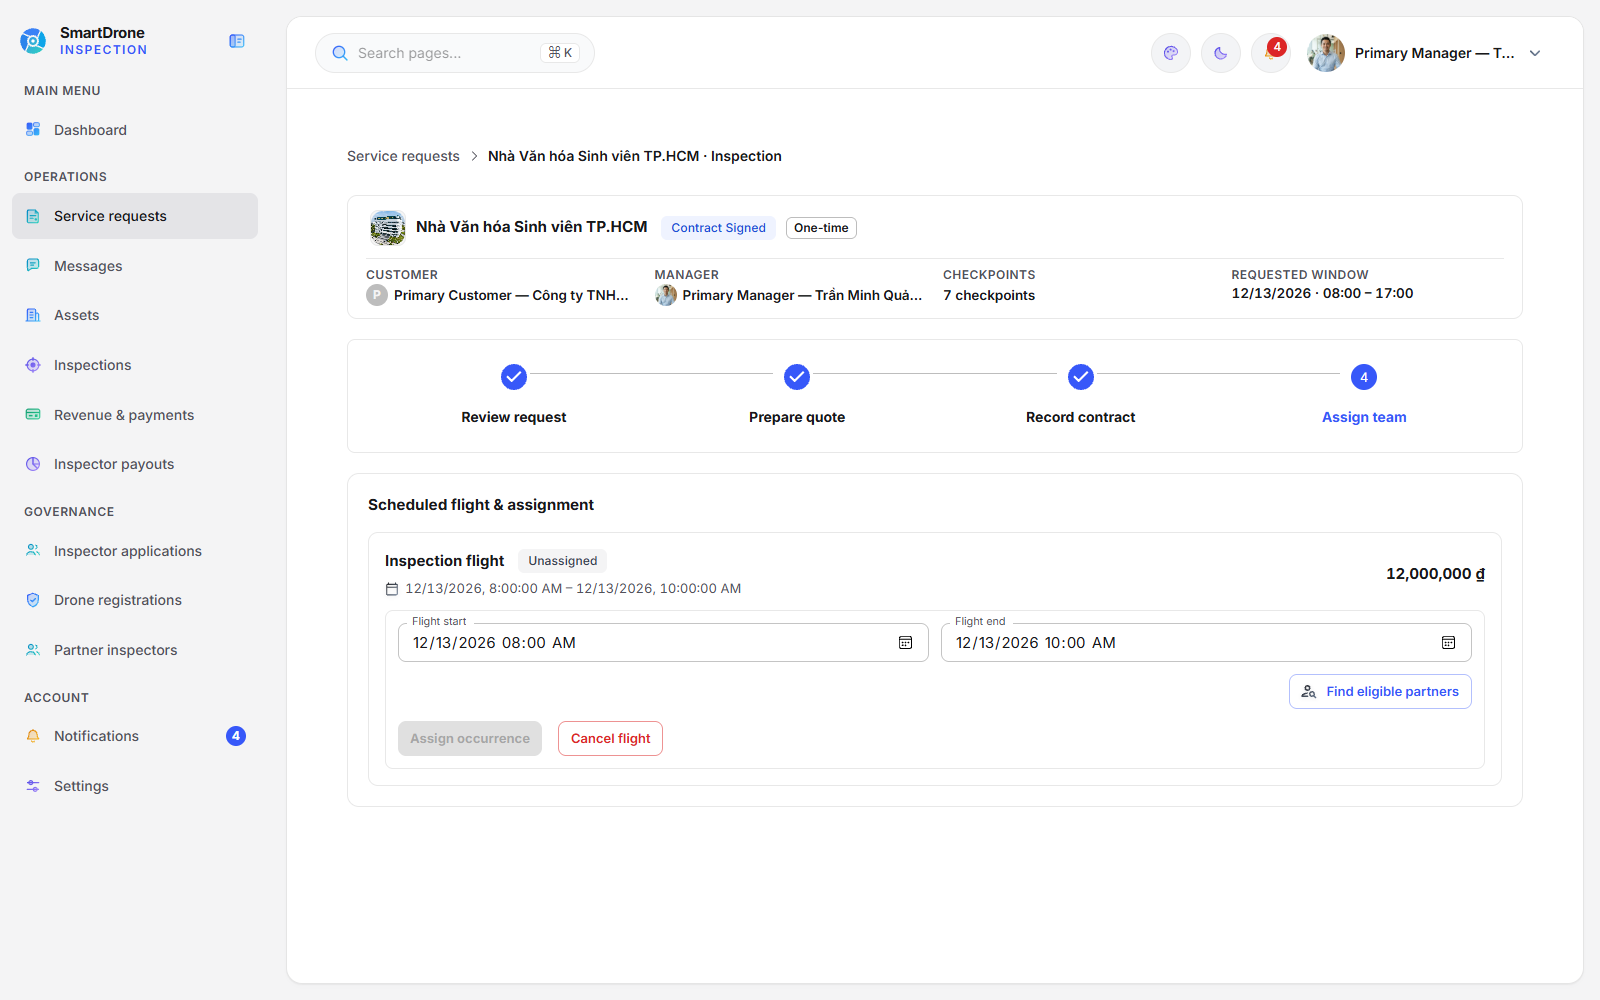 SmartDrone
INSPECTION
MAIN MENU
Dashboard
OPERATIONS
Service requests
Messages
Assets
Inspections
Revenue & payments
Inspector payouts
GOVERNANCE
Inspector applications
Drone registrations
Partner inspectors
ACCOUNT
Notifications 4
Settings
Search pages... ⌘ K
4
Primary Manager — T...
Service requests > Nhà Văn hóa Sinh viên TP.HCM · Inspection
Nhà Văn hóa Sinh viên TP.HCM Contract Signed One-time
CUSTOMER MANAGER CHECKPOINTS REQUESTED WINDOW
P Primary Customer — Công ty TNH... Primary Manager — Trần Minh Quả... 7 checkpoints 12/13/2026 · 08:00 – 17:00
4
Review request Prepare quote Record contract Assign team
Scheduled flight & assignment
Inspection flight Unassigned
12,000,000 ₫
12/13/2026, 8:00:00 AM – 12/13/2026, 10:00:00 AM
Flight start Flight end
12/13/2026 08:00 AM 12/13/2026 10:00 AM
Find eligible partners
Assign occurrence Cancel flight